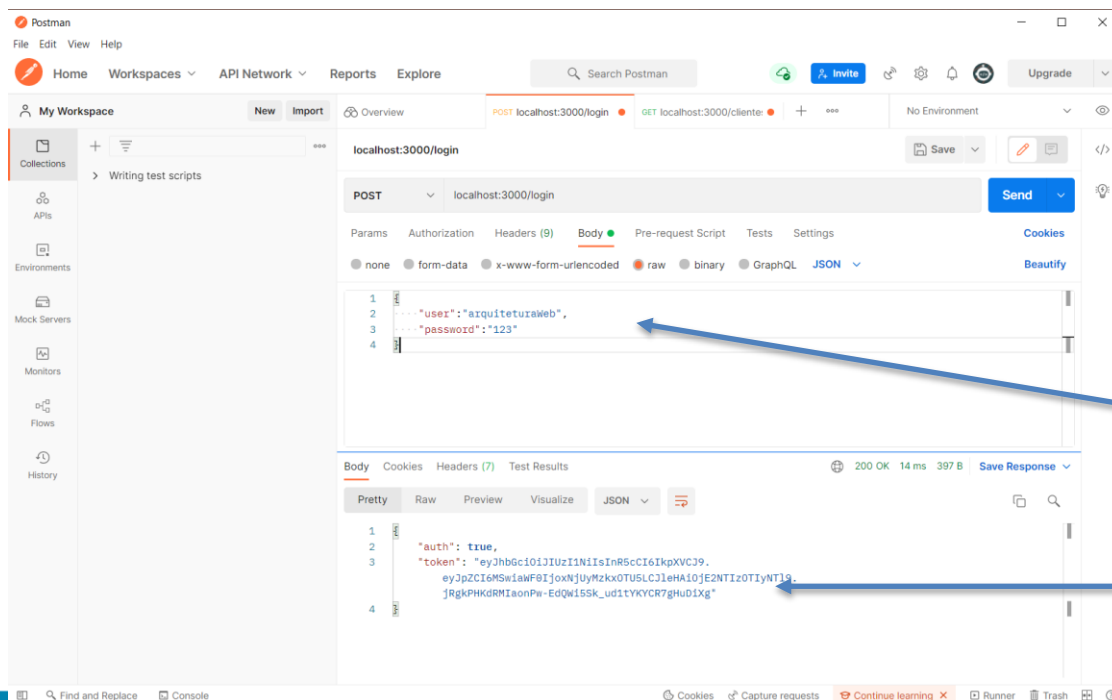 Postman
File Edit View Help
Home Workspaces API Network Reports Explore Search Postman Invite Upgrade
My Workspace New Import Overview POST localhost:3000/login GET localhost:3000/cliente: No Environment
Collections
APIs
Environments
Mock Servers
Monitors
Flows
History
Writing test scripts
localhost:3000/login Save
POST localhost:3000/login Send
Params Authorization Headers (9) Body Pre-request Script Tests Settings Cookies
none form-data x-www-form-urlencoded raw binary GraphQL JSON Beautify
1 {
2 "user":"arquiteturaWeb",
3 "password":"123"
4 }
Body Cookies Headers (7) Test Results 200 OK 14 ms 397 B Save Response
Pretty Raw Preview Visualize JSON
1 {
2 "auth": true,
3 "token": "eyJhbGciOiJIUzI1NiIsInR5cCI6IkpXVCJ9.
eyJpZCI6MSwiaWF0IjoxNjUyMzkxOTU5LCJleHAiOjE2NTIzOTIyNTl9.
jRgkPHKdRMIaonPw-EdQWi5Sk_ud1tYKYCR7gHuDiXg"
4 }
Find and Replace Console Cookies Capture requests Continue learning Runner Trash